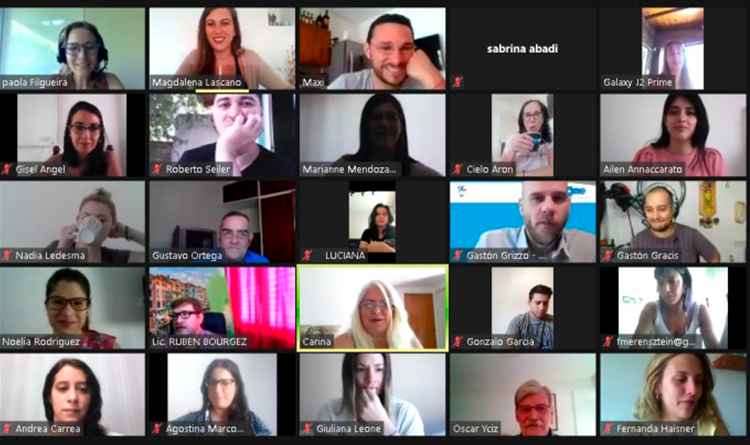 paola Filgueira
Magdalena Lascano
Maxi
sabrina abadi
Galaxy J2 Prime
Gisel Angel
Roberto Seiler
Marianne Mendoza...
Cielo Aron
Ailen Annaccarato
Nadia Ledesma
Gustavo Ortega
LUCIANA
Gastón Grizzo - ...
Gastón Gracis
Noelia Rodriguez
Lic. RUBEN BOURGEZ
Carina
Gonzalo Garcia
fmerensztein@g...
Andrea Carrea
Agostina Marco...
Giuliana Leone
Oscar Yciz
Fernanda Haisner